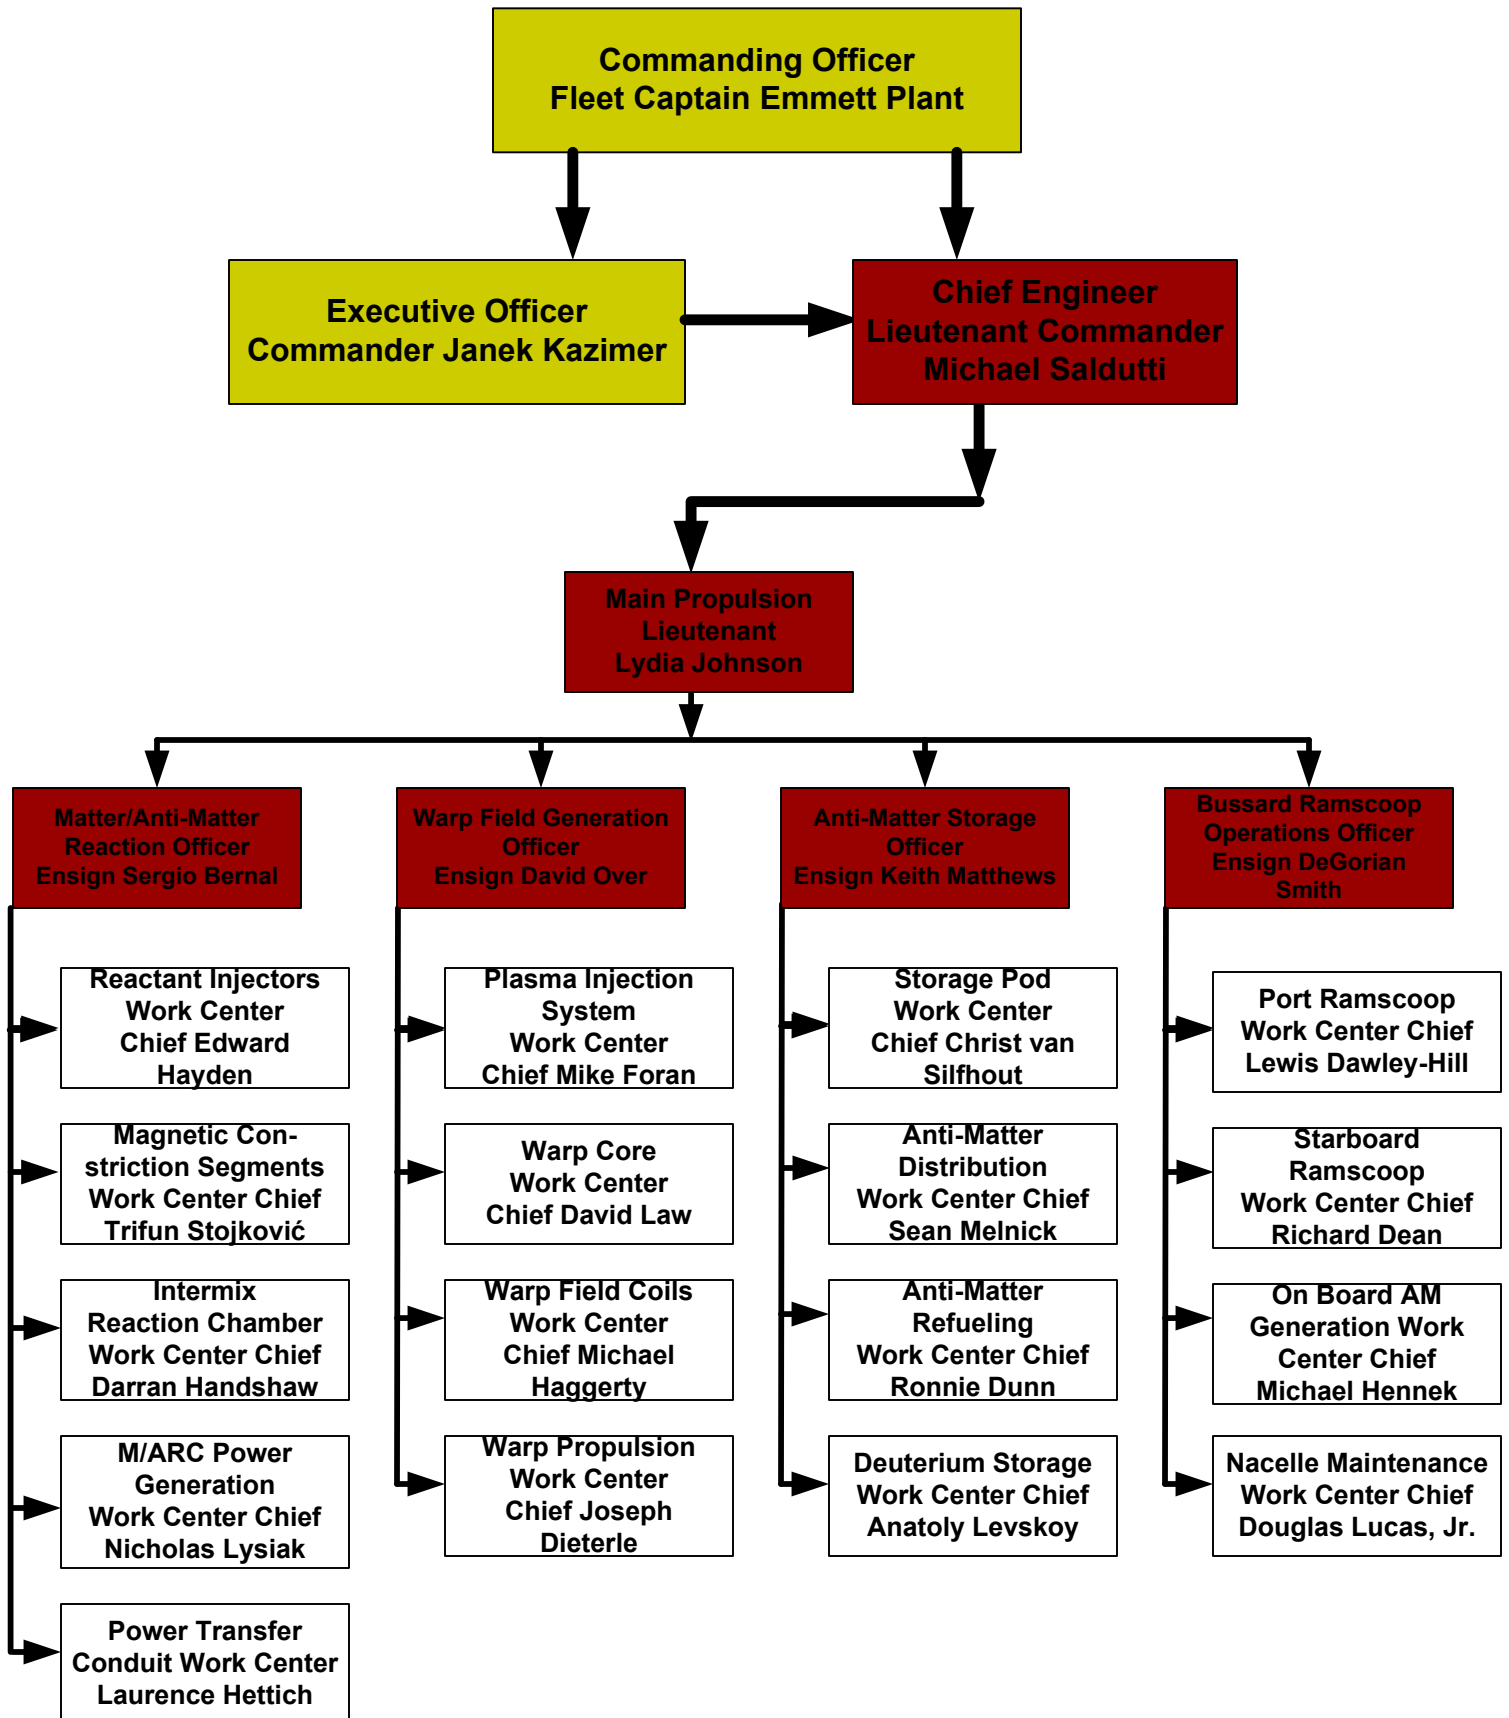 Commanding Officer
Fleet Captain Emmett Plant
Executive Officer
Commander Janek Kazimer
Chief Engineer
Lieutenant Commander
Michael Saldutti
Main Propulsion
Lieutenant
Lydia Johnson
Matter/Anti-Matter
Reaction Officer
Ensign Sergio Bernal
Warp Field Generation
Officer
Ensign David Over
Anti-Matter Storage
Officer
Ensign Keith Matthews
Bussard Ramscoop
Operations Officer
Ensign DeGorian
Smith
Reactant Injectors
Work Center
Chief Edward
Hayden
Magnetic Con-
striction Segments
Work Center Chief
Trifun Stojković
Intermix
Reaction Chamber
Work Center Chief
Darran Handshaw
M/ARC Power
Generation
Work Center Chief
Nicholas Lysiak
Power Transfer
Conduit Work Center
Laurence Hettich
Plasma Injection
System
Work Center
Chief Mike Foran
Warp Core
Work Center
Chief David Law
Warp Field Coils
Work Center
Chief Michael
Haggerty
Warp Propulsion
Work Center
Chief Joseph
Dieterle
Storage Pod
Work Center
Chief Christ van
Silfhout
Anti-Matter
Distribution
Work Center Chief
Sean Melnick
Anti-Matter
Refueling
Work Center Chief
Ronnie Dunn
Deuterium Storage
Work Center Chief
Anatoly Levskoy
Port Ramscoop
Work Center Chief
Lewis Dawley-Hill
Starboard
Ramscoop
Work Center Chief
Richard Dean
On Board AM
Generation Work
Center Chief
Michael Hennek
Nacelle Maintenance
Work Center Chief
Douglas Lucas, Jr.